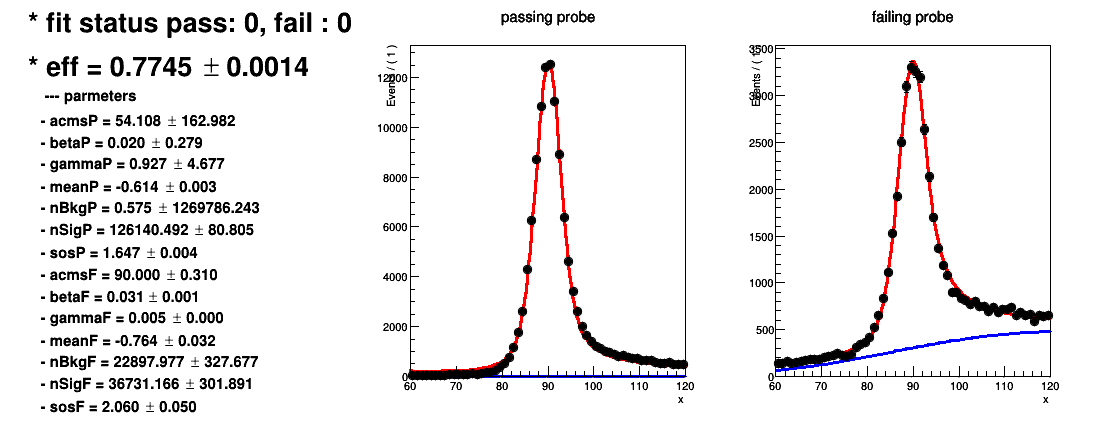 * fit status pass: 0, fail : 0
* eff = 0.7745 ± 0.0014
--- parmeters
- acmsP = 54.108 ± 162.982
- betaP = 0.020 ± 0.279
- gammaP = 0.927 ± 4.677
- meanP = -0.614 ± 0.003
- nBkgP = 0.575 ± 1269786.243
- nSigP = 126140.492 ± 80.805
- sosP = 1.647 ± 0.004
- acmsF = 90.000 ± 0.310
- betaF = 0.031 ± 0.001
- gammaF = 0.005 ± 0.000
- meanF = -0.764 ± 0.032
- nBkgF = 22897.977 ± 327.677
- nSigF = 36731.166 ± 301.891
- sosF = 2.060 ± 0.050
passing probe
Events / ( 1 )
12000
10000
8000
6000
4000
2000
0
60 70 80 90 100 110 120
x
failing probe
Events / ( 1 )
3500
3000
2500
2000
1500
1000
500
0
60 70 80 90 100 110 120
x